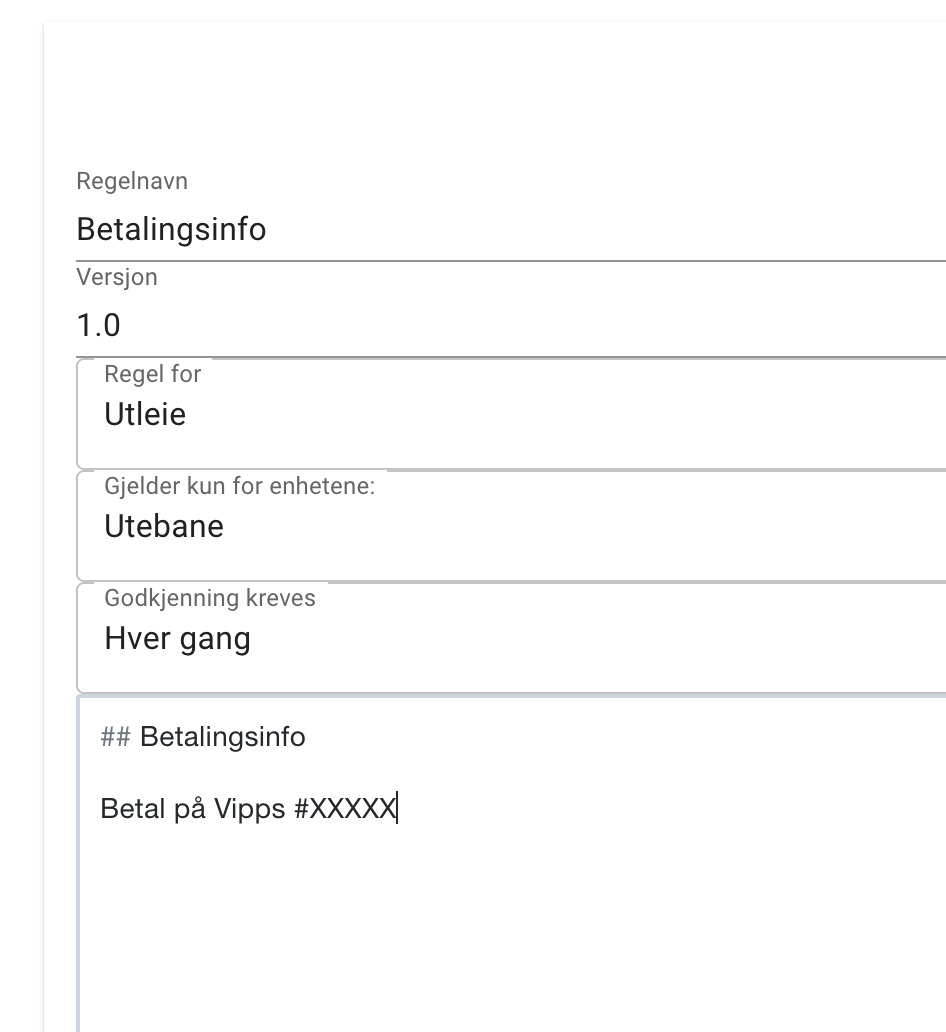 Regelnavn
Betalingsinfo
Versjon
1.0
Regel for
Utleie
Gjelder kun for enhetene:
Utebane
Godkjenning kreves
Hver gang
## Betalingsinfo
Betal på Vipps #XXXXX